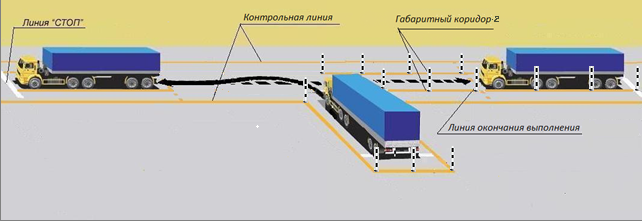 Линия "СТОП"
Контрольная линия
Габаритный коридор-2
Линия окончания выполнения